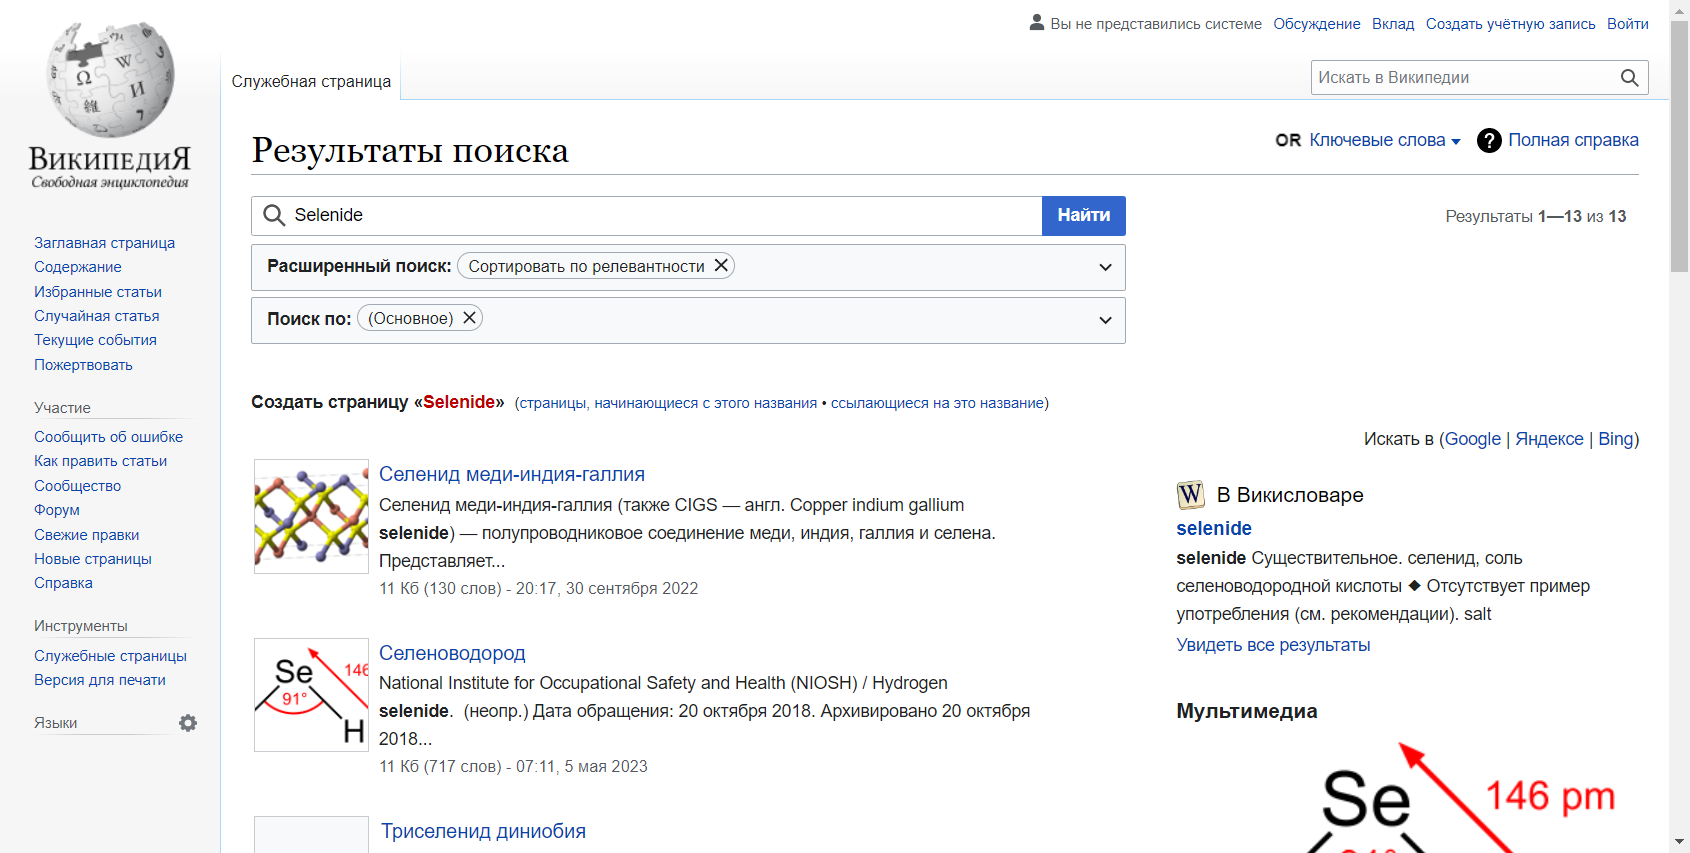 Вы не представились системе Обсуждение Вклад Создать учётную запись Войти
Служебная страница
Искать в Википедии
Ω W И 維 7
ВикипедиЯ
Свободная энциклопедия
Заглавная страница
Содержание
Избранные статьи
Случайная статья
Текущие события
Пожертвовать
Участие
Сообщить об ошибке
Как править статьи
Сообщество
Форум
Свежие правки
Новые страницы
Справка
Инструменты
Служебные страницы
Версия для печати
Языки
Результаты поиска
OR Ключевые слова ? Полная справка
Selenide Найти
Результаты 1—13 из 13
Расширенный поиск: Сортировать по релевантности
Поиск по: (Основное)
Создать страницу «Selenide» (страницы, начинающиеся с этого названия • ссылающиеся на это название)
Искать в (Google | Яндексе | Bing)
Селенид меди-индия-галлия
Селенид меди-индия-галлия (также CIGS — англ. Copper indium gallium
selenide) — полупроводниковое соединение меди, индия, галлия и селена.
Представляет...
11 Кб (130 слов) - 20:17, 30 сентября 2022
Se 146
91°
H
Селеноводород
National Institute for Occupational Safety and Health (NIOSH) / Hydrogen
selenide. (неопр.) Дата обращения: 20 октября 2018. Архивировано 20 октября
2018...
11 Кб (717 слов) - 07:11, 5 мая 2023
Триселенид диниобия
W В Викисловаре
selenide
selenide Существительное. селенид, соль
селеноводородной кислоты ◆ Отсутствует пример
употребления (см. рекомендации). salt
Увидеть все результаты
Мультимедиа
Se 146 pm